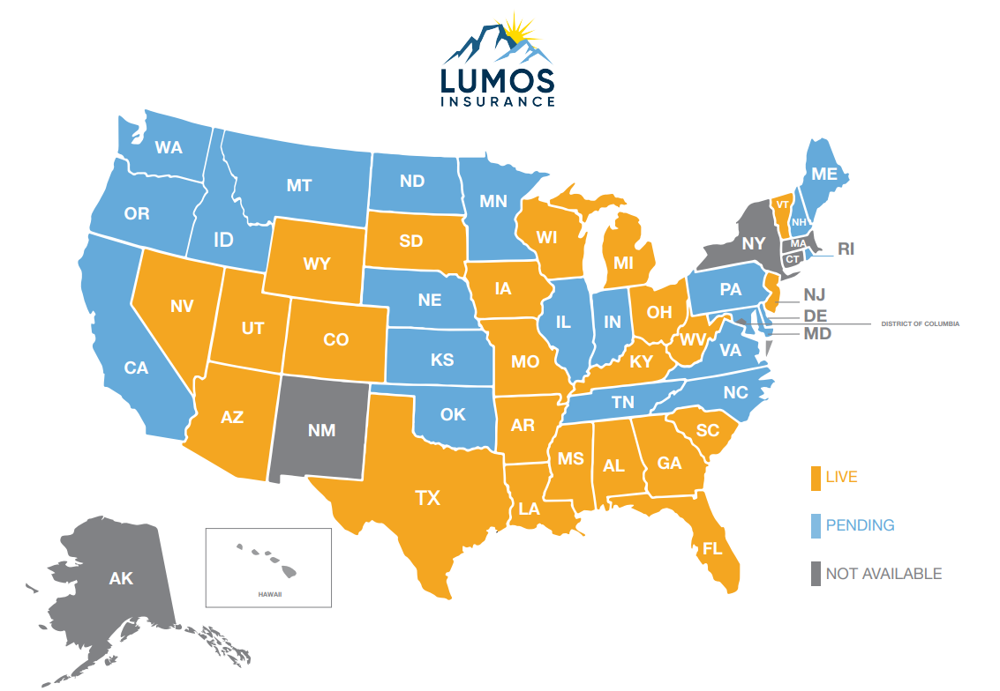 LUMOS
INSURANCE
WA
MT
ND
MN
ME
OR
ID
SD
WI
VT
NH
WY
MI
NY
MA
RI
CT
NV
NE
IA
PA
NJ
UT
CO
IL
IN
OH
DE
DISTRICT OF COLUMBIA
MD
CA
KS
MO
KY
WV
VA
AZ
NM
OK
AR
TN
NC
SC
MS
AL
GA
TX
LA
FL
LIVE
PENDING
NOT AVAILABLE
AK
HAWAII